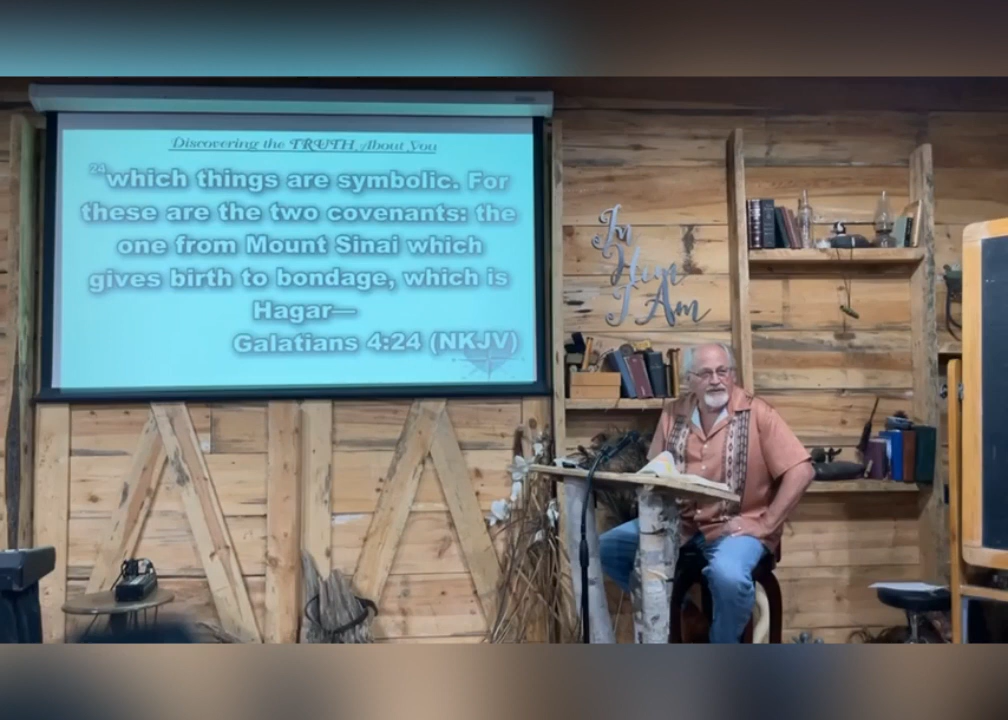 Discovering the TRUTH About You
24which things are symbolic. For
these are the two covenants: the
one from Mount Sinai which
gives birth to bondage, which is
Hagar—
Galatians 4:24 (NKJV)
In
Him
I Am